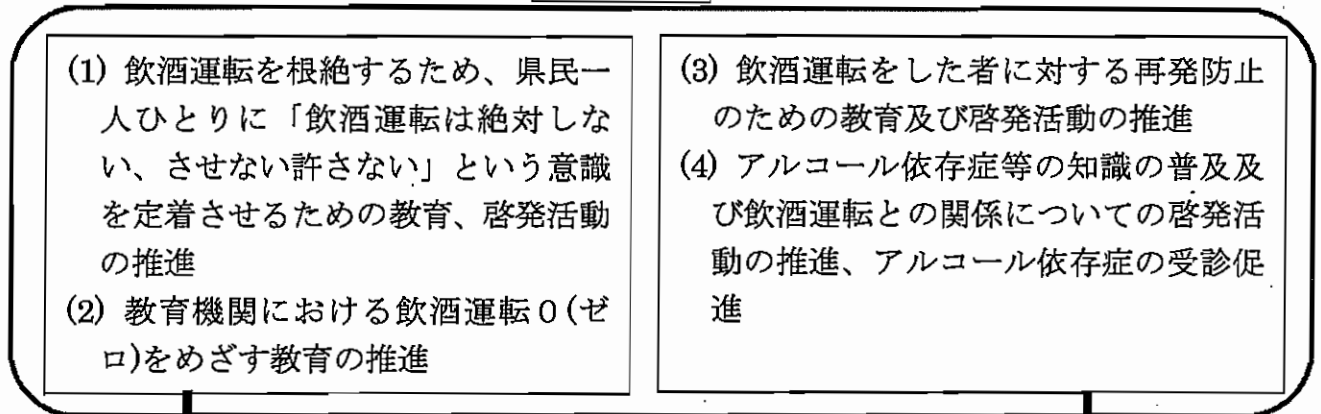 (1) 飲酒運転を根絶するため、県民一
人ひとりに「飲酒運転は絶対しな
い、させない許さない」という意識
を定着させるための教育、啓発活動
の推進
(2) 教育機関における飲酒運転0(ゼ
ロ)をめざす教育の推進
(3) 飲酒運転をした者に対する再発防止
のための教育及び啓発活動の推進
(4) アルコール依存症等の知識の普及及
び飲酒運転との関係についての啓発活
動の推進、アルコール依存症の受診促
進